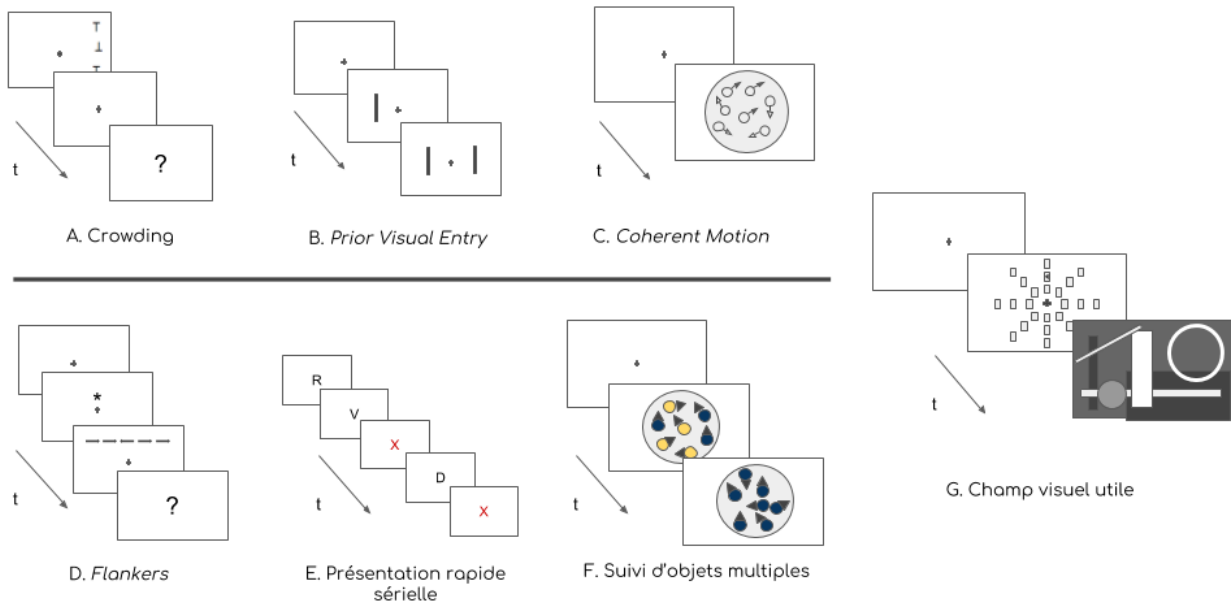 T
⊥
T
?
t
A. Crowding
t
B. Prior Visual Entry
t
C. Coherent Motion
*
?
t
D. Flankers
R
V
X
D
X
t
E. Présentation rapide
sérielle
t
F. Suivi d'objets multiples
t
G. Champ visuel utile